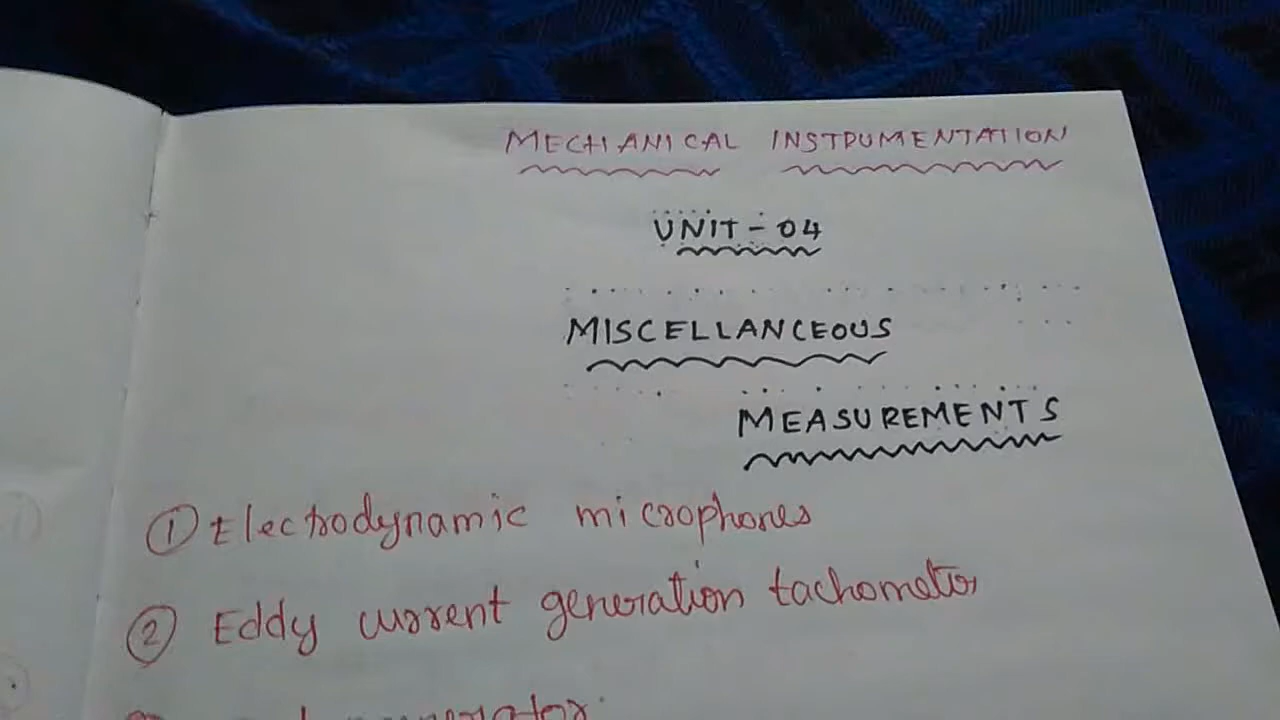 MECHANICAL INSTRUMENTATION
UNIT-04
MISCELLANCEOUS
MEASUREMENTS
① Electrodynamic microphones
② Eddy current generation tachometer